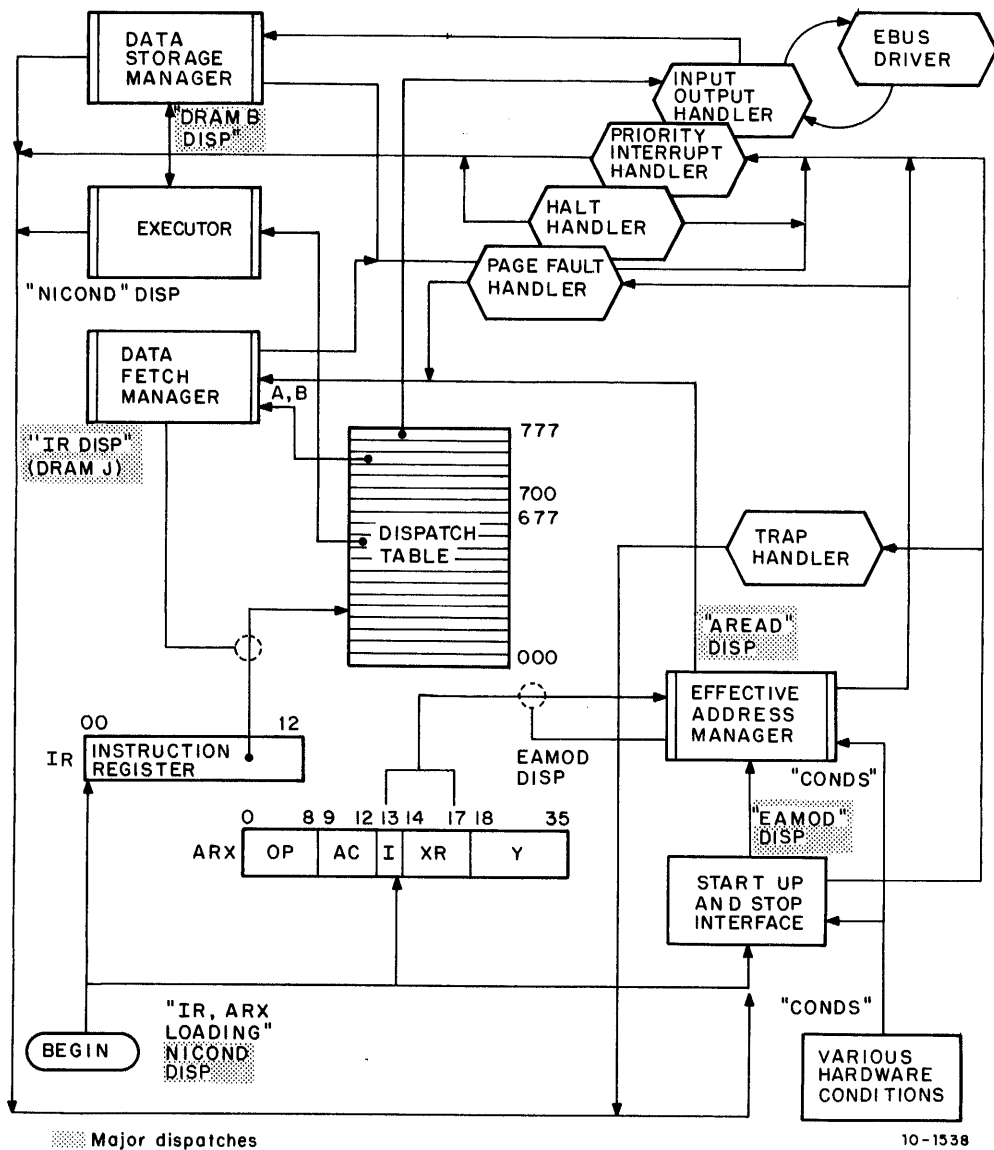 DATA
STORAGE
MANAGER
"DRAM B
DISP"
EXECUTOR
"NICOND" DISP
DATA
FETCH
MANAGER
A, B
"IR DISP"
(DRAM J)
EBUS
DRIVER
INPUT
OUTPUT
HANDLER
PRIORITY
INTERRUPT
HANDLER
HALT
HANDLER
PAGE FAULT
HANDLER
777
700
677
DISPATCH
TABLE
000
TRAP
HANDLER
"AREAD"
DISP
EFFECTIVE
ADDRESS
MANAGER
"CONDS"
EAMOD
DISP
00 12
IR INSTRUCTION
REGISTER
0 8 9 12 13 14 17 18 35
ARX OP AC I XR Y
"EAMOD"
DISP
START UP
AND STOP
INTERFACE
"CONDS"
BEGIN
"IR, ARX
LOADING"
NICOND
DISP
VARIOUS
HARDWARE
CONDITIONS
Major dispatches
10-1538